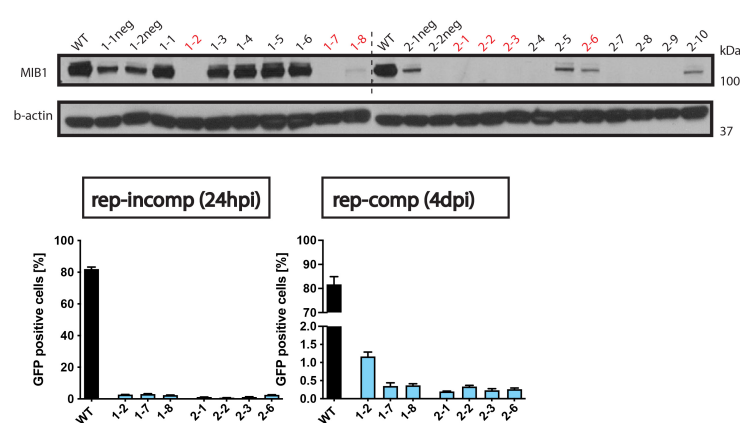 WT 1-1neg 1-2neg 1-1 1-2 1-3 1-4 1-5 1-6 1-7 1-8 WT 2-1neg 2-2neg 2-1 2-2 2-3 2-4 2-5 2-6 2-7 2-8 2-9 2-10 kDa
MIB1 100
b-actin 37
rep-incomp (24hpi)
GFP positive cells [%]
100
80
60
40
20
0
WT 1-2 1-7 1-8 2-1 2-2 2-3 2-6
rep-comp (4dpi)
GFP positive cells [%]
100
90
80
70
2.0
1.5
1.0
0.5
0.0
WT 1-2 1-7 1-8 2-1 2-2 2-3 2-6